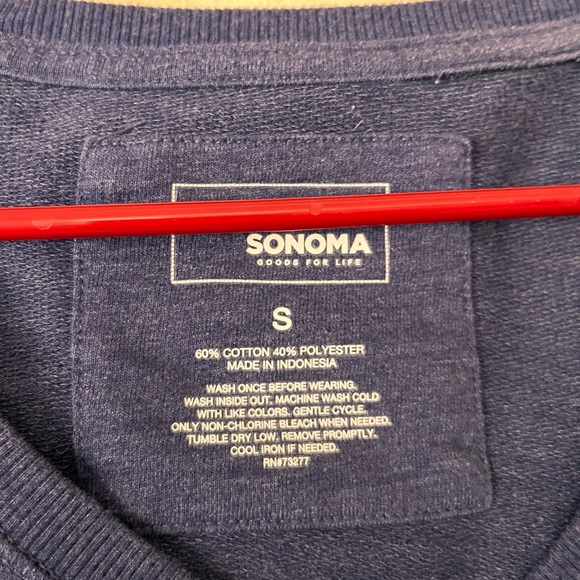 SONOMA
GOODS FOR LIFE
S
60% COTTON 40% POLYESTER
MADE IN INDONESIA
WASH ONCE BEFORE WEARING.
WASH INSIDE OUT. MACHINE WASH COLD
WITH LIKE COLORS. GENTLE CYCLE.
ONLY NON-CHLORINE BLEACH WHEN NEEDED.
TUMBLE DRY LOW. REMOVE PROMPTLY.
COOL IRON IF NEEDED.
RN#73277